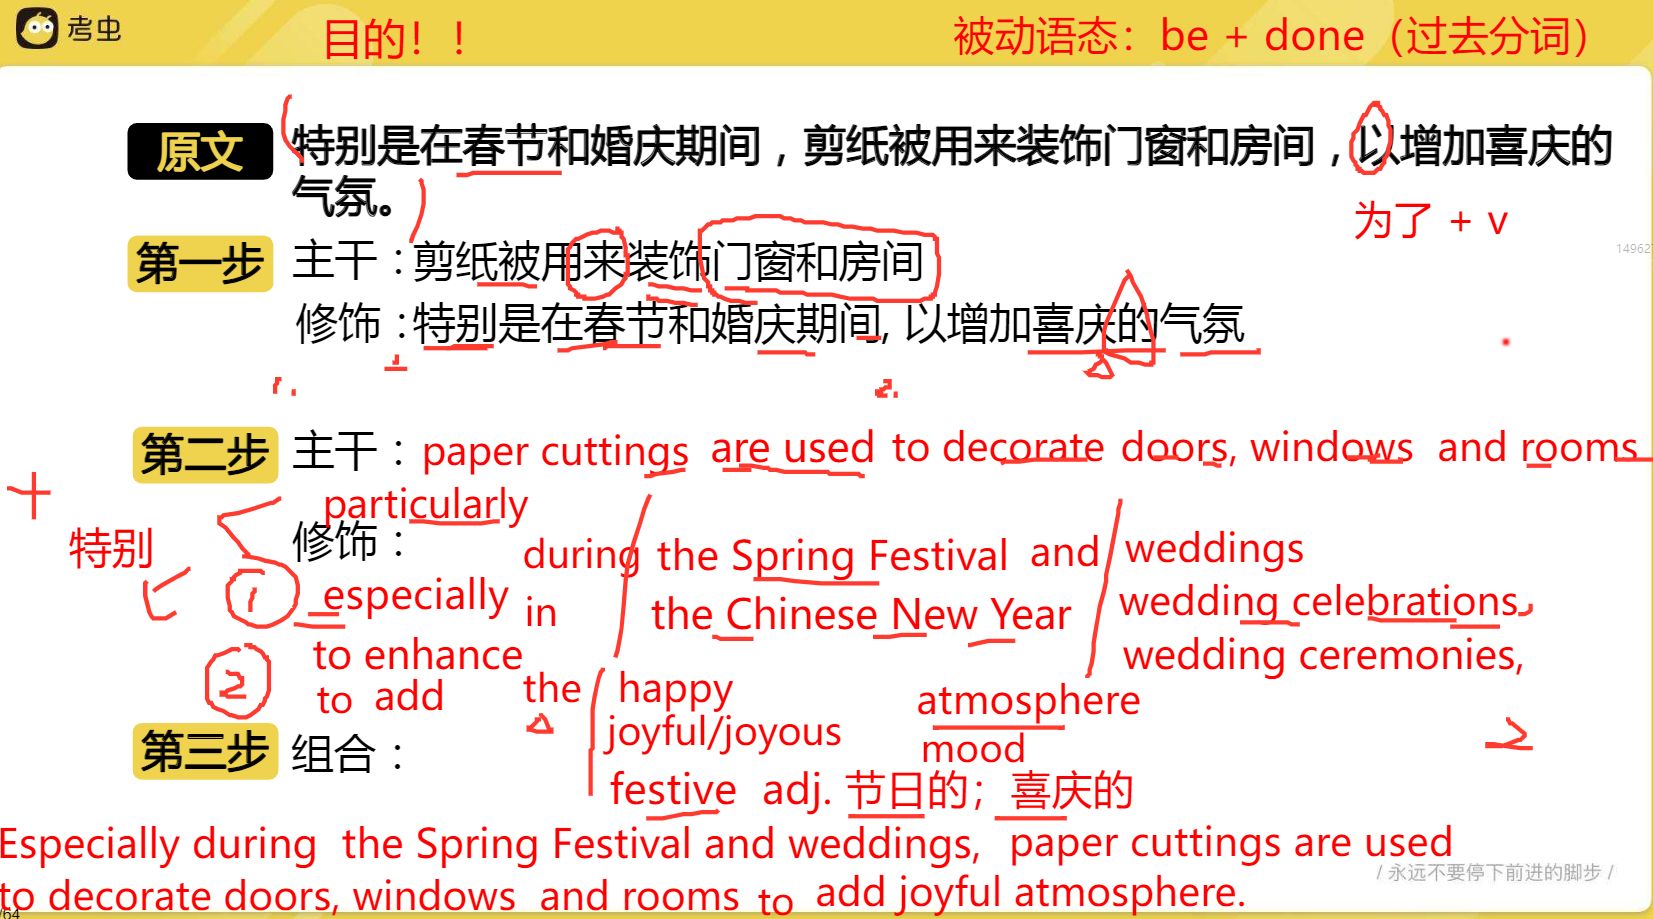 考虫
目的！！
被动语态：be + done（过去分词）
原文 特别是在春节和婚庆期间，剪纸被用来装饰门窗和房间，以增加喜庆的
气氛。
为了 + v
第一步 主干：剪纸被用来装饰门窗和房间
修饰：特别是在春节和婚庆期间, 以增加喜庆的气氛
1.
2.
第二步 主干： paper cuttings are used to decorate doors, windows and rooms
particularly
特别
修饰：
during the Spring Festival and weddings
1 especially in the Chinese New Year wedding celebrations,
2 to enhance wedding ceremonies,
to add the happy atmosphere
joyful/joyous mood
第三步 组合：
festive adj. 节日的；喜庆的
2
Especially during the Spring Festival and weddings, paper cuttings are used
to decorate doors, windows and rooms to add joyful atmosphere.
/ 永远不要停下前进的脚步 /
/64
14962